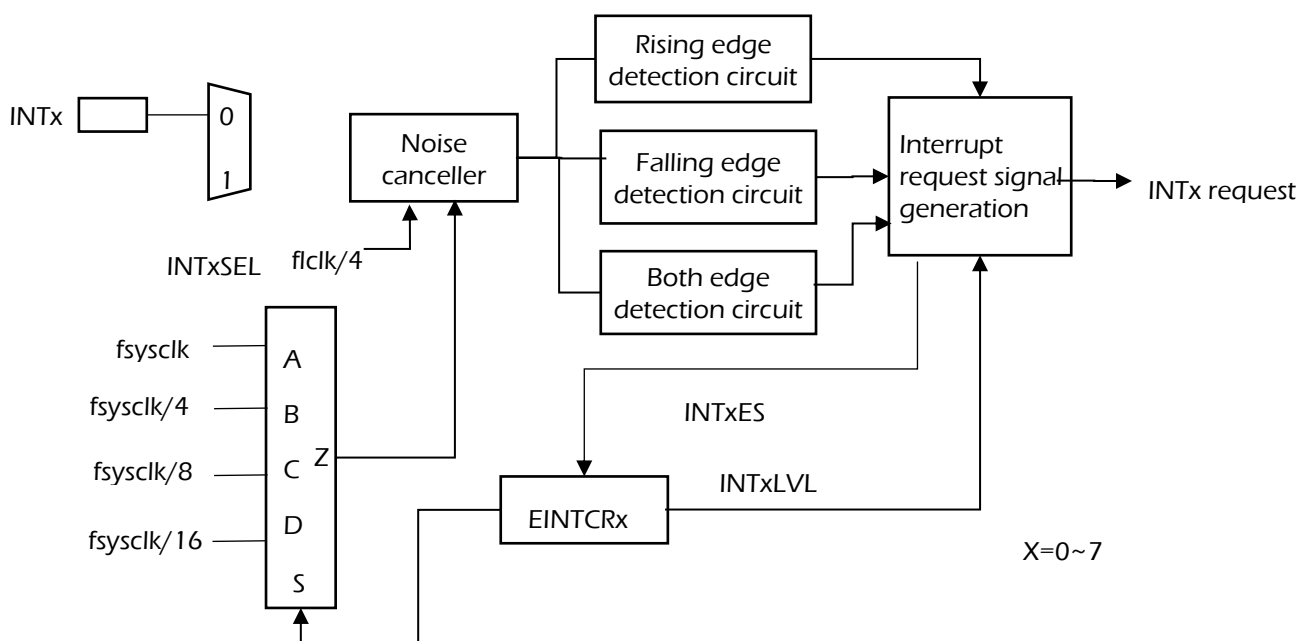 INTx
0
1
Noise
canceller
Rising edge
detection circuit
Falling edge
detection circuit
Both edge
detection circuit
Interrupt
request signal
generation
INTx request
INTxSEL
flclk/4
fsysclk
fsysclk/4
fsysclk/8
fsysclk/16
A
B
C
D
S
Z
INTxES
EINTCRx
INTxLVL
X=0~7